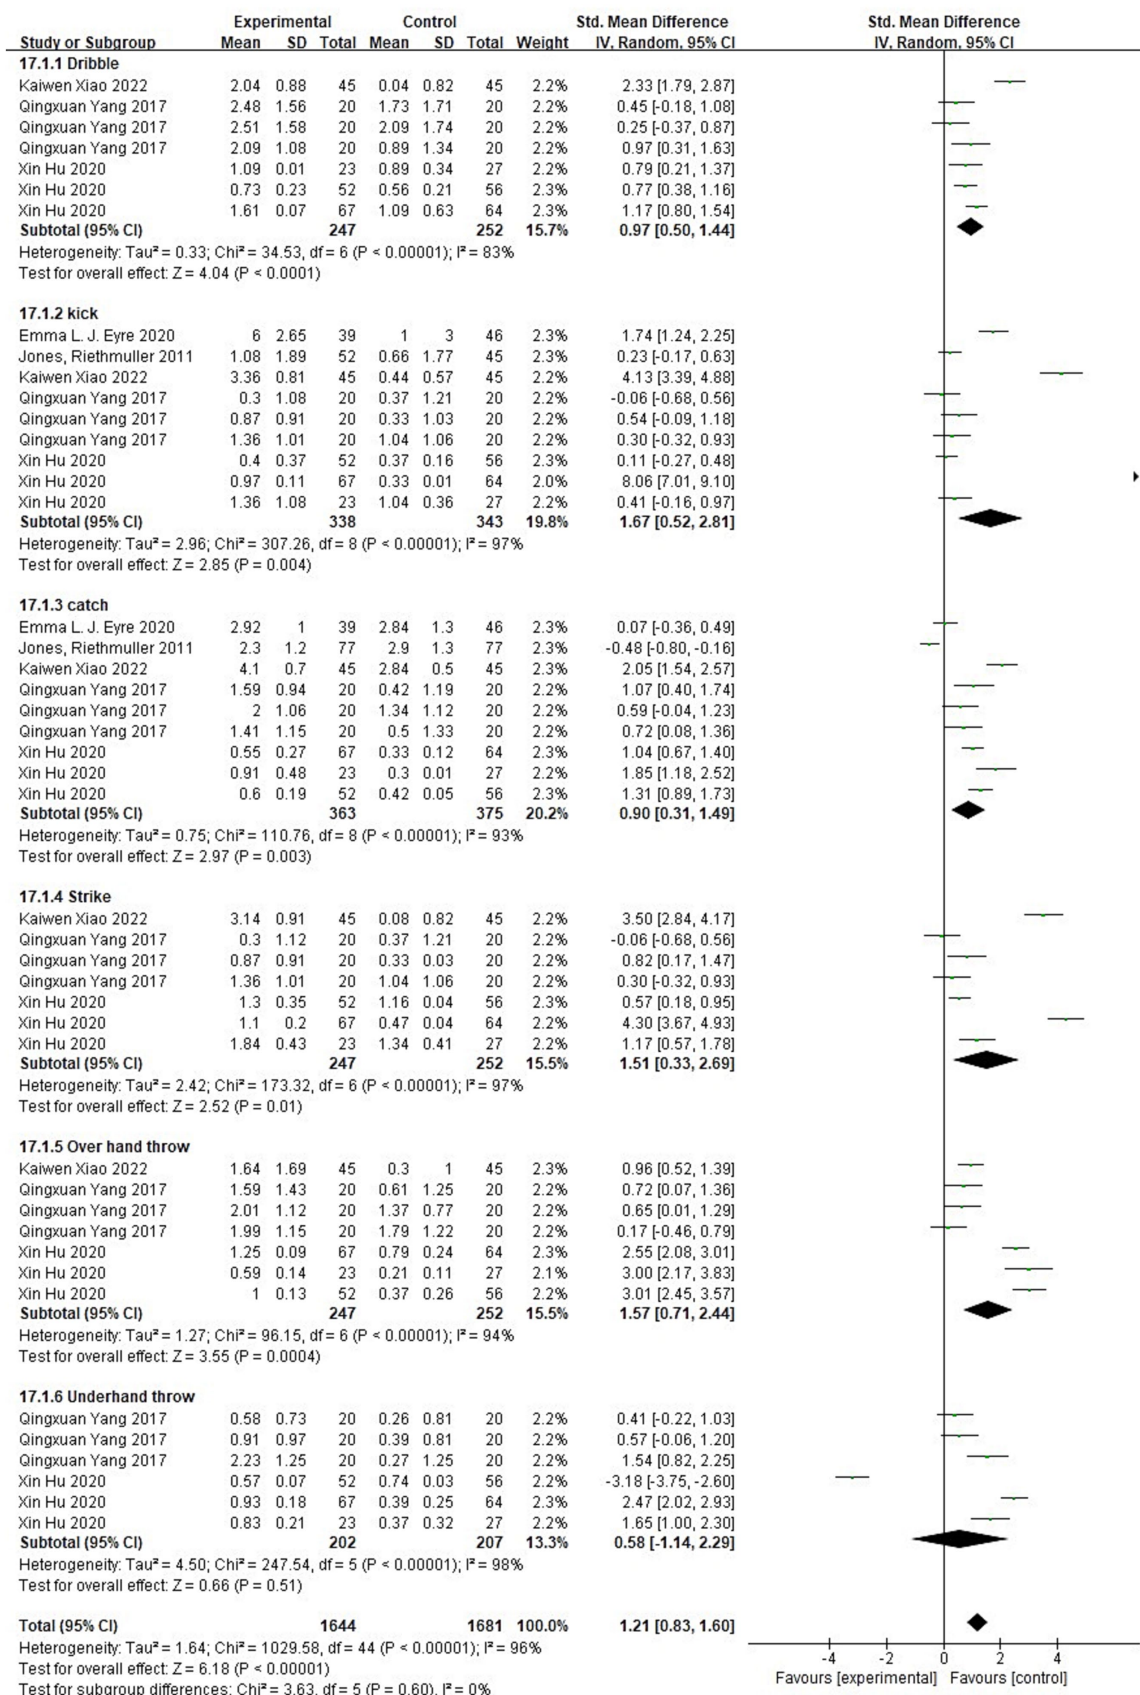 Experimental Control Std. Mean Difference Std. Mean Difference
Study or Subgroup Mean SD Total Mean SD Total Weight IV, Random, 95% CI IV, Random, 95% CI
17.1.1 Dribble
Kaiwen Xiao 2022 2.04 0.88 45 0.04 0.82 45 2.2% 2.33 [1.79, 2.87]
Qingxuan Yang 2017 2.48 1.56 20 1.73 1.71 20 2.2% 0.45 [-0.18, 1.08]
Qingxuan Yang 2017 2.51 1.58 20 2.09 1.74 20 2.2% 0.25 [-0.37, 0.87]
Qingxuan Yang 2017 2.09 1.08 20 0.89 1.34 20 2.2% 0.97 [0.31, 1.63]
Xin Hu 2020 1.09 0.01 23 0.89 0.34 27 2.2% 0.79 [0.21, 1.37]
Xin Hu 2020 0.73 0.23 52 0.56 0.21 56 2.3% 0.77 [0.38, 1.16]
Xin Hu 2020 1.61 0.07 67 1.09 0.63 64 2.3% 1.17 [0.80, 1.54]
Subtotal (95% CI) 247 252 15.7% 0.97 [0.50, 1.44]
Heterogeneity: Tau² = 0.33; Chi² = 34.53, df = 6 (P < 0.00001); I² = 83%
Test for overall effect: Z = 4.04 (P < 0.0001)
17.1.2 kick
Emma L. J. Eyre 2020 6 2.65 39 1 3 46 2.3% 1.74 [1.24, 2.25]
Jones, Riethmuller 2011 1.08 1.89 52 0.66 1.77 45 2.3% 0.23 [-0.17, 0.63]
Kaiwen Xiao 2022 3.36 0.81 45 0.44 0.57 45 2.2% 4.13 [3.39, 4.88]
Qingxuan Yang 2017 0.3 1.08 20 0.37 1.21 20 2.2% -0.06 [-0.68, 0.56]
Qingxuan Yang 2017 0.87 0.91 20 0.33 1.03 20 2.2% 0.54 [-0.09, 1.18]
Qingxuan Yang 2017 1.36 1.01 20 1.04 1.06 20 2.2% 0.30 [-0.32, 0.93]
Xin Hu 2020 0.4 0.37 52 0.37 0.16 56 2.3% 0.11 [-0.27, 0.48]
Xin Hu 2020 0.97 0.11 67 0.33 0.01 64 2.0% 8.06 [7.01, 9.10]
Xin Hu 2020 1.36 1.08 23 1.04 0.36 27 2.2% 0.41 [-0.16, 0.97]
Subtotal (95% CI) 338 343 19.8% 1.67 [0.52, 2.81]
Heterogeneity: Tau² = 2.96; Chi² = 307.26, df = 8 (P < 0.00001); I² = 97%
Test for overall effect: Z = 2.85 (P = 0.004)
17.1.3 catch
Emma L. J. Eyre 2020 2.92 1 39 2.84 1.3 46 2.3% 0.07 [-0.36, 0.49]
Jones, Riethmuller 2011 2.3 1.2 77 2.9 1.3 77 2.3% -0.48 [-0.80, -0.16]
Kaiwen Xiao 2022 4.1 0.7 45 2.84 0.5 45 2.3% 2.05 [1.54, 2.57]
Qingxuan Yang 2017 1.59 0.94 20 0.42 1.19 20 2.2% 1.07 [0.40, 1.74]
Qingxuan Yang 2017 2 1.06 20 1.34 1.12 20 2.2% 0.59 [-0.04, 1.23]
Qingxuan Yang 2017 1.41 1.15 20 0.5 1.33 20 2.2% 0.72 [0.08, 1.36]
Xin Hu 2020 0.55 0.27 67 0.33 0.12 64 2.3% 1.04 [0.67, 1.40]
Xin Hu 2020 0.91 0.48 23 0.3 0.01 27 2.2% 1.85 [1.18, 2.52]
Xin Hu 2020 0.6 0.19 52 0.42 0.05 56 2.3% 1.31 [0.89, 1.73]
Subtotal (95% CI) 363 375 20.2% 0.90 [0.31, 1.49]
Heterogeneity: Tau² = 0.75; Chi² = 110.76, df = 8 (P < 0.00001); I² = 93%
Test for overall effect: Z = 2.97 (P = 0.003)
17.1.4 Strike
Kaiwen Xiao 2022 3.14 0.91 45 0.08 0.82 45 2.2% 3.50 [2.84, 4.17]
Qingxuan Yang 2017 0.3 1.12 20 0.37 1.21 20 2.2% -0.06 [-0.68, 0.56]
Qingxuan Yang 2017 0.87 0.91 20 0.33 0.03 20 2.2% 0.82 [0.17, 1.47]
Qingxuan Yang 2017 1.36 1.01 20 1.04 1.06 20 2.2% 0.30 [-0.32, 0.93]
Xin Hu 2020 1.3 0.35 52 1.16 0.04 56 2.3% 0.57 [0.18, 0.95]
Xin Hu 2020 1.1 0.2 67 0.47 0.04 64 2.2% 4.30 [3.67, 4.93]
Xin Hu 2020 1.84 0.43 23 1.34 0.41 27 2.2% 1.17 [0.57, 1.78]
Subtotal (95% CI) 247 252 15.5% 1.51 [0.33, 2.69]
Heterogeneity: Tau² = 2.42; Chi² = 173.32, df = 6 (P < 0.00001); I² = 97%
Test for overall effect: Z = 2.52 (P = 0.01)
17.1.5 Over hand throw
Kaiwen Xiao 2022 1.64 1.69 45 0.3 1 45 2.3% 0.96 [0.52, 1.39]
Qingxuan Yang 2017 1.59 1.43 20 0.61 1.25 20 2.2% 0.72 [0.07, 1.36]
Qingxuan Yang 2017 2.01 1.12 20 1.37 0.77 20 2.2% 0.65 [0.01, 1.29]
Qingxuan Yang 2017 1.99 1.15 20 1.79 1.22 20 2.2% 0.17 [-0.46, 0.79]
Xin Hu 2020 1.25 0.09 67 0.79 0.24 64 2.3% 2.55 [2.08, 3.01]
Xin Hu 2020 0.59 0.14 23 0.21 0.11 27 2.1% 3.00 [2.17, 3.83]
Xin Hu 2020 1 0.13 52 0.37 0.26 56 2.2% 3.01 [2.45, 3.57]
Subtotal (95% CI) 247 252 15.5% 1.57 [0.71, 2.44]
Heterogeneity: Tau² = 1.27; Chi² = 96.15, df = 6 (P < 0.00001); I² = 94%
Test for overall effect: Z = 3.55 (P = 0.0004)
17.1.6 Underhand throw
Qingxuan Yang 2017 0.58 0.73 20 0.26 0.81 20 2.2% 0.41 [-0.22, 1.03]
Qingxuan Yang 2017 0.91 0.97 20 0.39 0.81 20 2.2% 0.57 [-0.06, 1.20]
Qingxuan Yang 2017 2.23 1.25 20 0.27 1.25 20 2.2% 1.54 [0.82, 2.25]
Xin Hu 2020 0.57 0.07 52 0.74 0.03 56 2.2% -3.18 [-3.75, -2.60]
Xin Hu 2020 0.93 0.18 67 0.39 0.25 64 2.3% 2.47 [2.02, 2.93]
Xin Hu 2020 0.83 0.21 23 0.37 0.32 27 2.2% 1.65 [1.00, 2.30]
Subtotal (95% CI) 202 207 13.3% 0.58 [-1.14, 2.29]
Heterogeneity: Tau² = 4.50; Chi² = 247.54, df = 5 (P < 0.00001); I² = 98%
Test for overall effect: Z = 0.66 (P = 0.51)
Total (95% CI) 1644 1681 100.0% 1.21 [0.83, 1.60]
Heterogeneity: Tau² = 1.64; Chi² = 1029.58, df = 44 (P < 0.00001); I² = 96%
Test for overall effect: Z = 6.18 (P < 0.00001)
Test for subgroup differences: Chi² = 3.63, df = 5 (P = 0.60), I² = 0%
-4 -2 0 2 4
Favours [experimental] Favours [control]